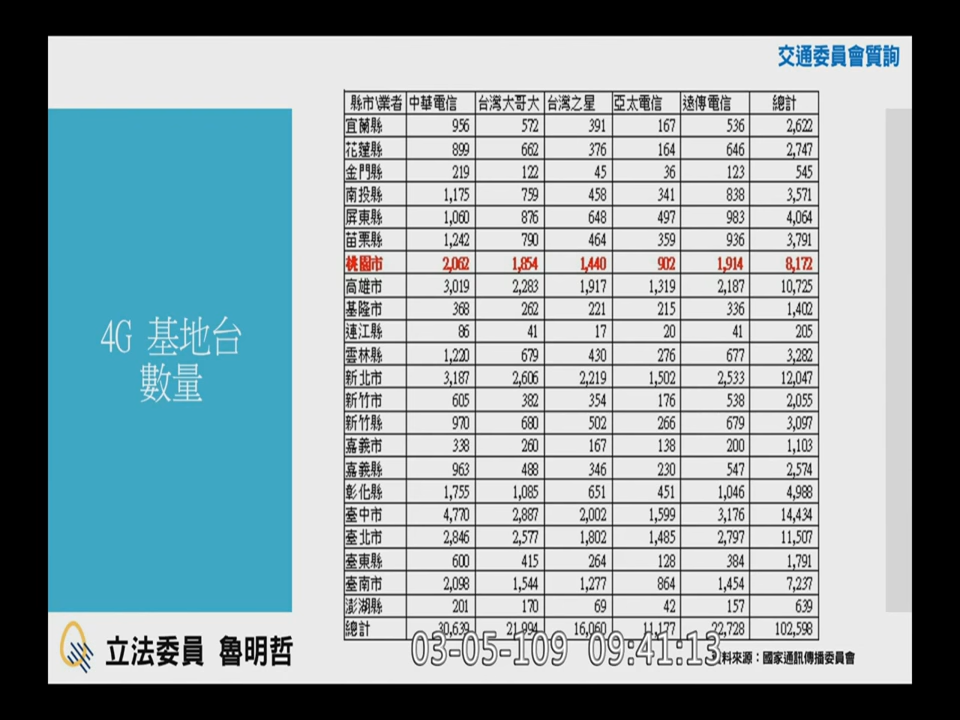 交通委員會質詢
4G 基地台
數量
縣市\業者 中華電信 台灣大哥大 台灣之星 亞太電信 遠傳電信 總計
宜蘭縣 956 572 391 167 536 2,622
花蓮縣 899 662 376 164 646 2,747
金門縣 219 122 45 36 123 545
南投縣 1,175 759 458 341 838 3,571
屏東縣 1,060 876 648 497 983 4,064
苗栗縣 1,242 790 464 359 936 3,791
桃園市 2,062 1,854 1,440 902 1,914 8,172
高雄市 3,019 2,283 1,917 1,319 2,187 10,725
基隆市 368 262 221 215 336 1,402
連江縣 86 41 17 20 41 205
雲林縣 1,220 679 430 276 677 3,282
新北市 3,187 2,606 2,219 1,502 2,533 12,047
新竹市 605 382 354 176 538 2,055
新竹縣 970 680 502 266 679 3,097
嘉義市 338 260 167 138 200 1,103
嘉義縣 963 488 346 230 547 2,574
彰化縣 1,755 1,085 651 451 1,046 4,988
臺中市 4,770 2,887 2,002 1,599 3,176 14,434
臺北市 2,846 2,577 1,802 1,485 2,797 11,507
臺東縣 600 415 264 128 384 1,791
臺南市 2,098 1,544 1,277 864 1,454 7,237
澎湖縣 201 170 69 42 157 639
總計 30,639 21,994 16,060 11,177 22,728 102,598
立法委員 魯明哲
03-05-109 09:41:13
料來源：國家通訊傳播委員會